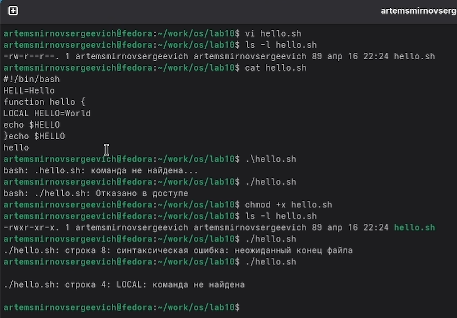 artemsmirnovserg
artemsmirnovsergeevich@fedora:~/work/os/lab10$ vi hello.sh
artemsmirnovsergeevich@fedora:~/work/os/lab10$ ls -l hello.sh
-rw-r--r--. 1 artemsmirnovsergeevich artemsmirnovsergeevich 89 апр 16 22:24 hello.sh
artemsmirnovsergeevich@fedora:~/work/os/lab10$ cat hello.sh
#!/bin/bash
HELL=Hello
function hello {
LOCAL HELLO=World
echo $HELLO
}echo $HELLO
hello
artemsmirnovsergeevich@fedora:~/work/os/lab10$ .\hello.sh
bash: .hello.sh: команда не найдена...
artemsmirnovsergeevich@fedora:~/work/os/lab10$ ./hello.sh
bash: ./hello.sh: Отказано в доступе
artemsmirnovsergeevich@fedora:~/work/os/lab10$ chmod +x hello.sh
artemsmirnovsergeevich@fedora:~/work/os/lab10$ ls -l hello.sh
-rwxr-xr-x. 1 artemsmirnovsergeevich artemsmirnovsergeevich 89 апр 16 22:24 hello.sh
artemsmirnovsergeevich@fedora:~/work/os/lab10$ ./hello.sh
./hello.sh: строка 8: синтаксическая ошибка: неожиданный конец файла
artemsmirnovsergeevich@fedora:~/work/os/lab10$ ./hello.sh
./hello.sh: строка 4: LOCAL: команда не найдена
artemsmirnovsergeevich@fedora:~/work/os/lab10$